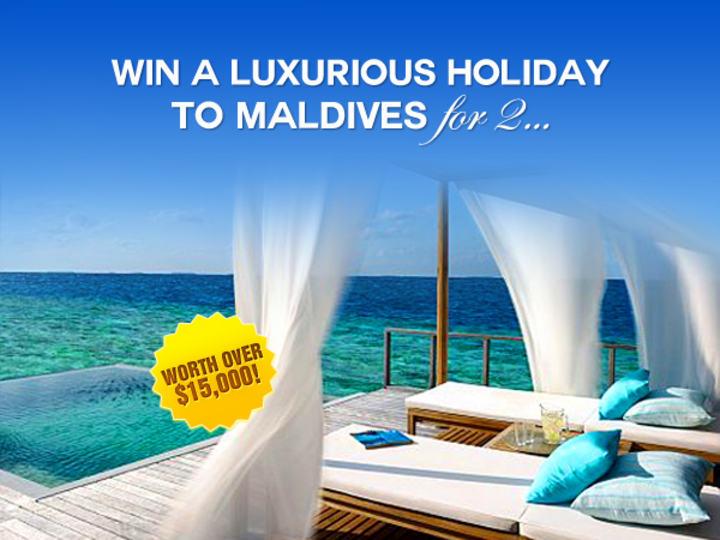 WIN A LUXURIOUS HOLIDAY
TO MALDIVES for 2...
WORTH OVER
$15,000!